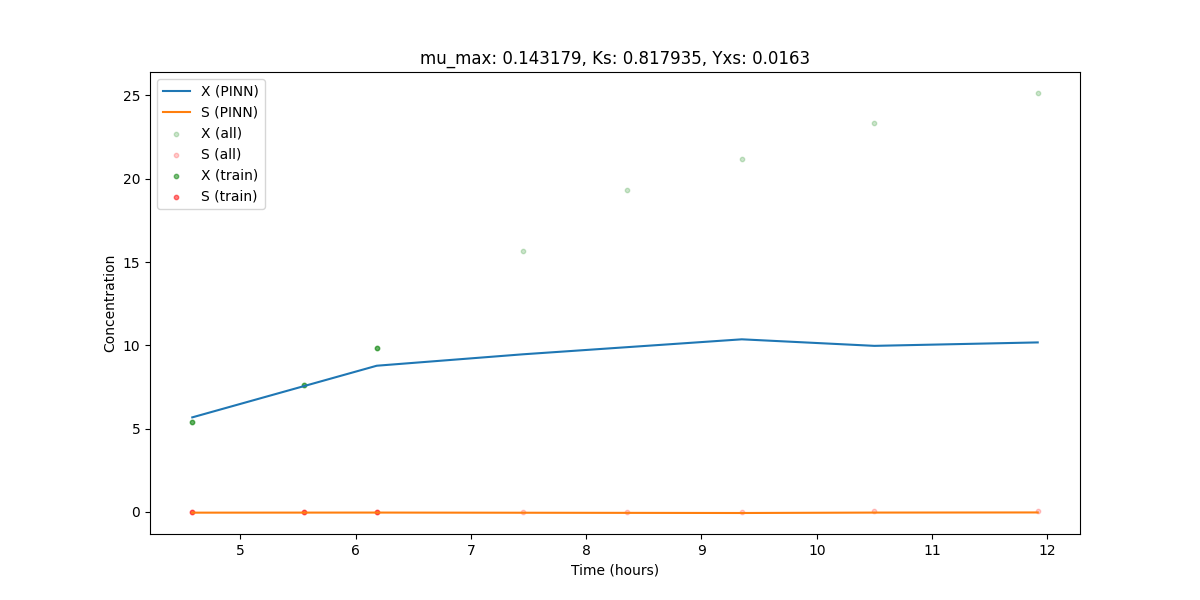 mu_max: 0.143179, Ks: 0.817935, Yxs: 0.0163
X (PINN)
S (PINN)
X (all)
S (all)
X (train)
S (train)
Concentration
25
20
15
10
5
0
5 6 7 8 9 10 11 12
Time (hours)